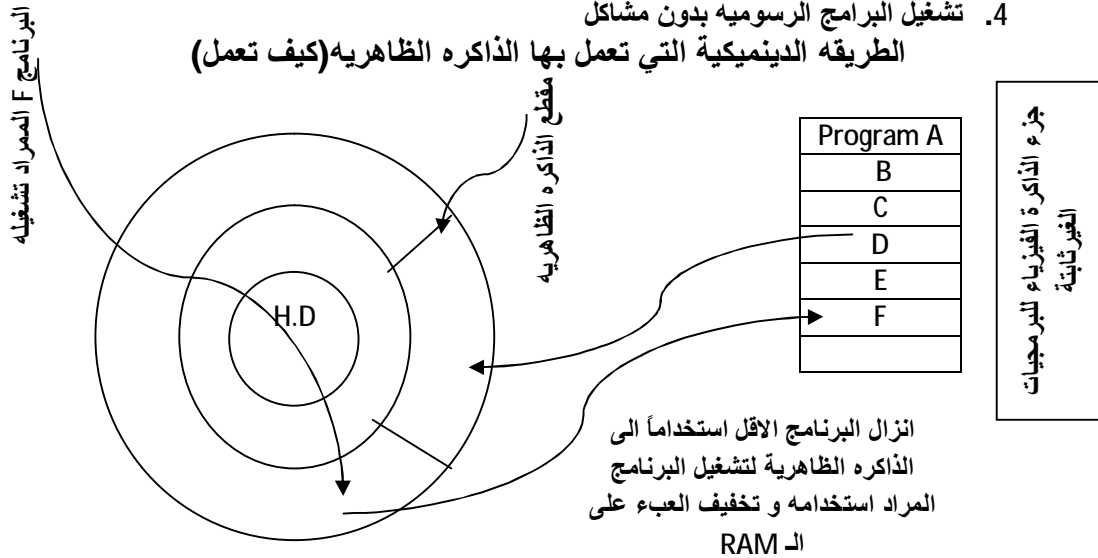 4. تشغيل البرامج الرسوميه بدون مشاكل
الطريقه الدينميكية التي تعمل بها الذاكره الظاهريه(كيف تعمل)
البرنامج F الممراد تشغيله
مقطع الذاكره الظاهريه
H.D
Program A
B
C
D
E
F
جزء الذاكرة الفيزياء للبرمجيات
الغيرثابتة
انزال البرنامج الاقل استخداماً الى
الذاكره الظاهرية لتشغيل البرنامج
المراد استخدامه و تخفيف العبء على
الـ RAM